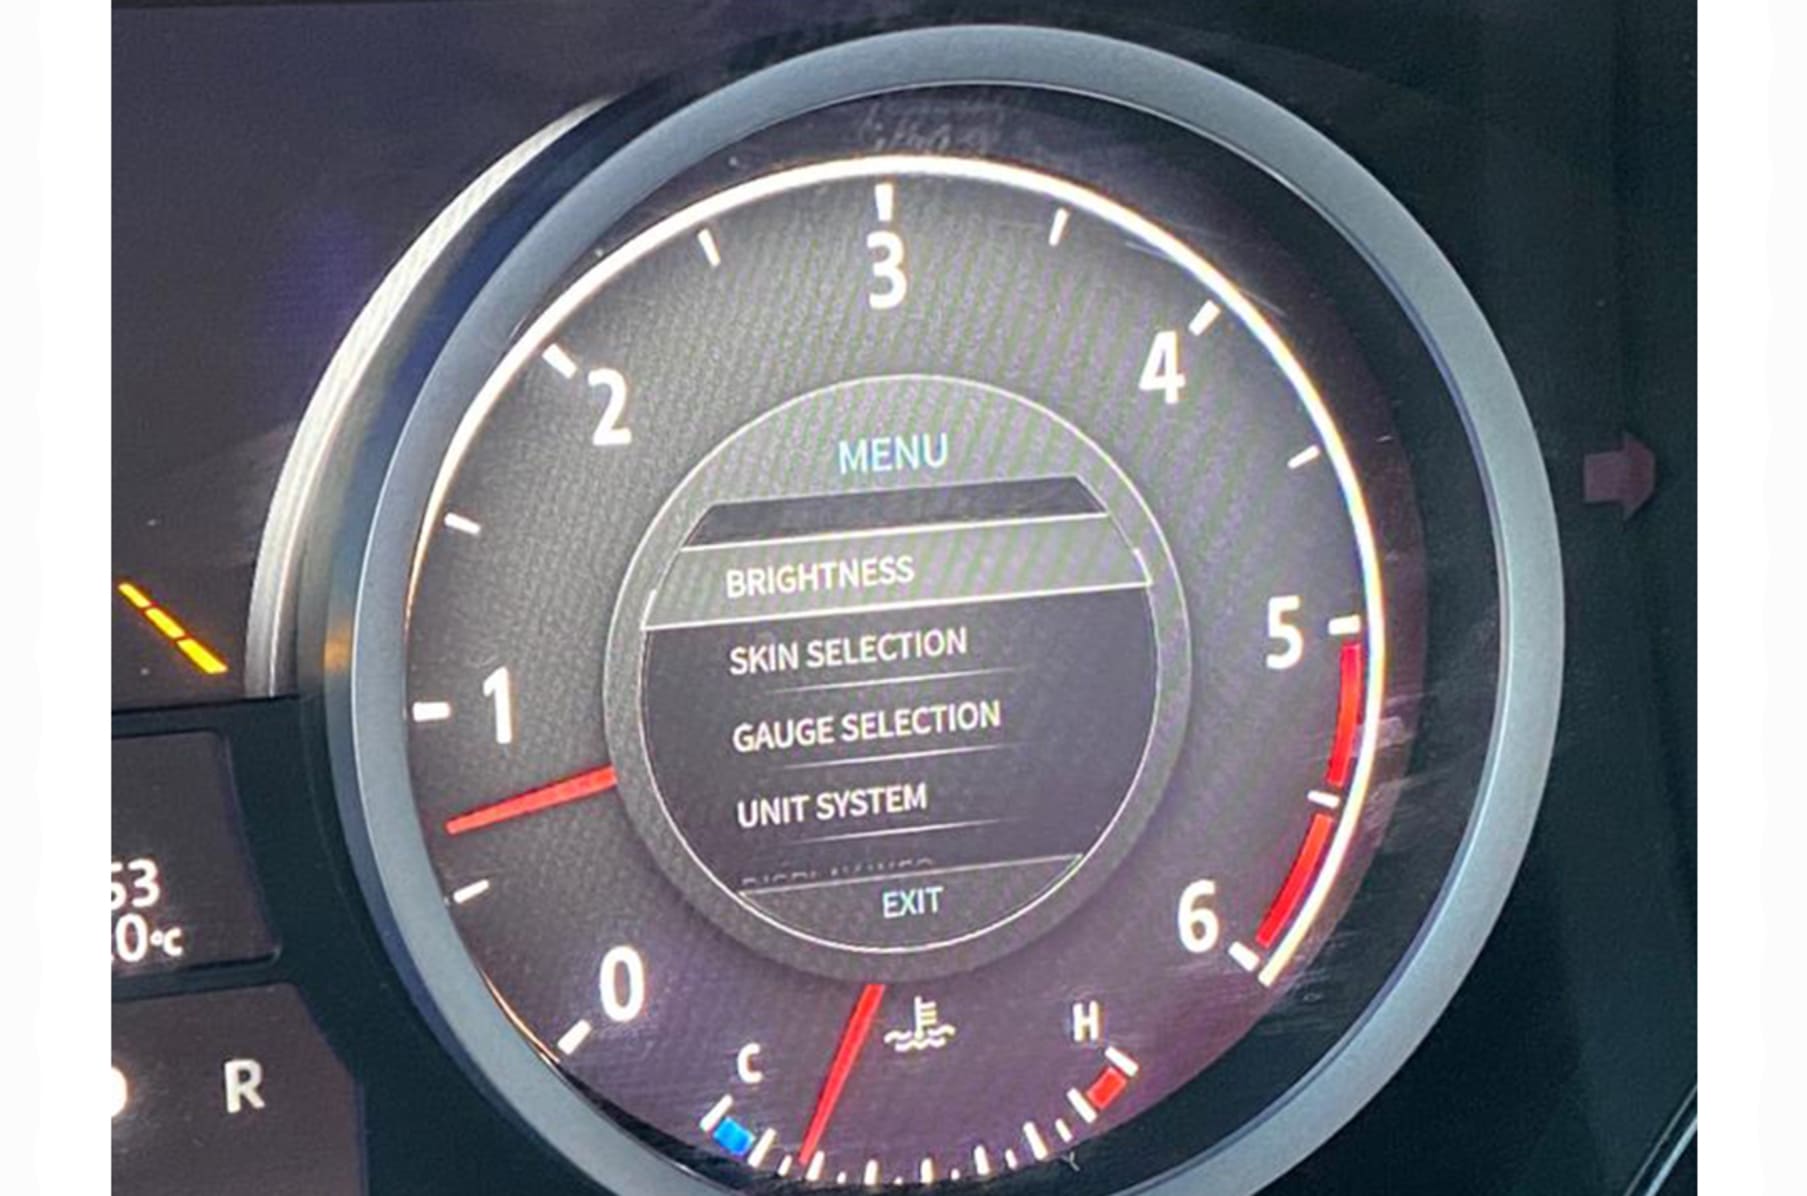 3
4
2
MENU
BRIGHTNESS
SKIN SELECTION
5
1
GAUGE SELECTION
UNIT SYSTEM
53
0°C
6
EXIT
0
H
C
R